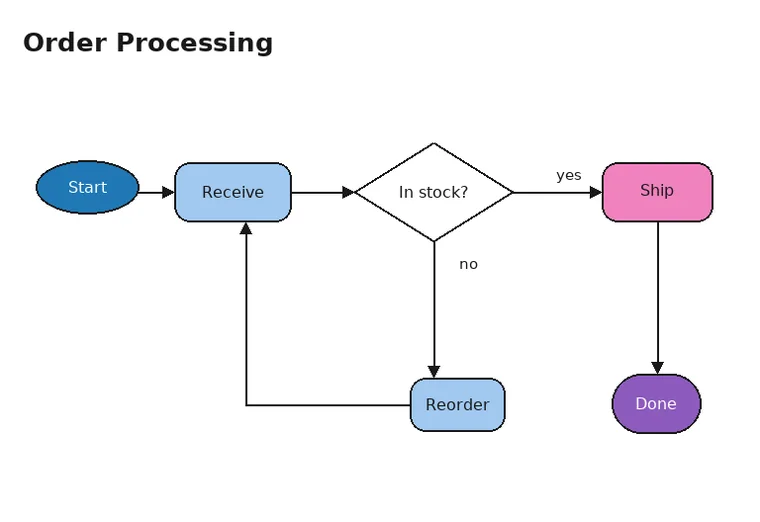 Order Processing
Start
Receive
In stock?
yes
Ship
no
Reorder
Done